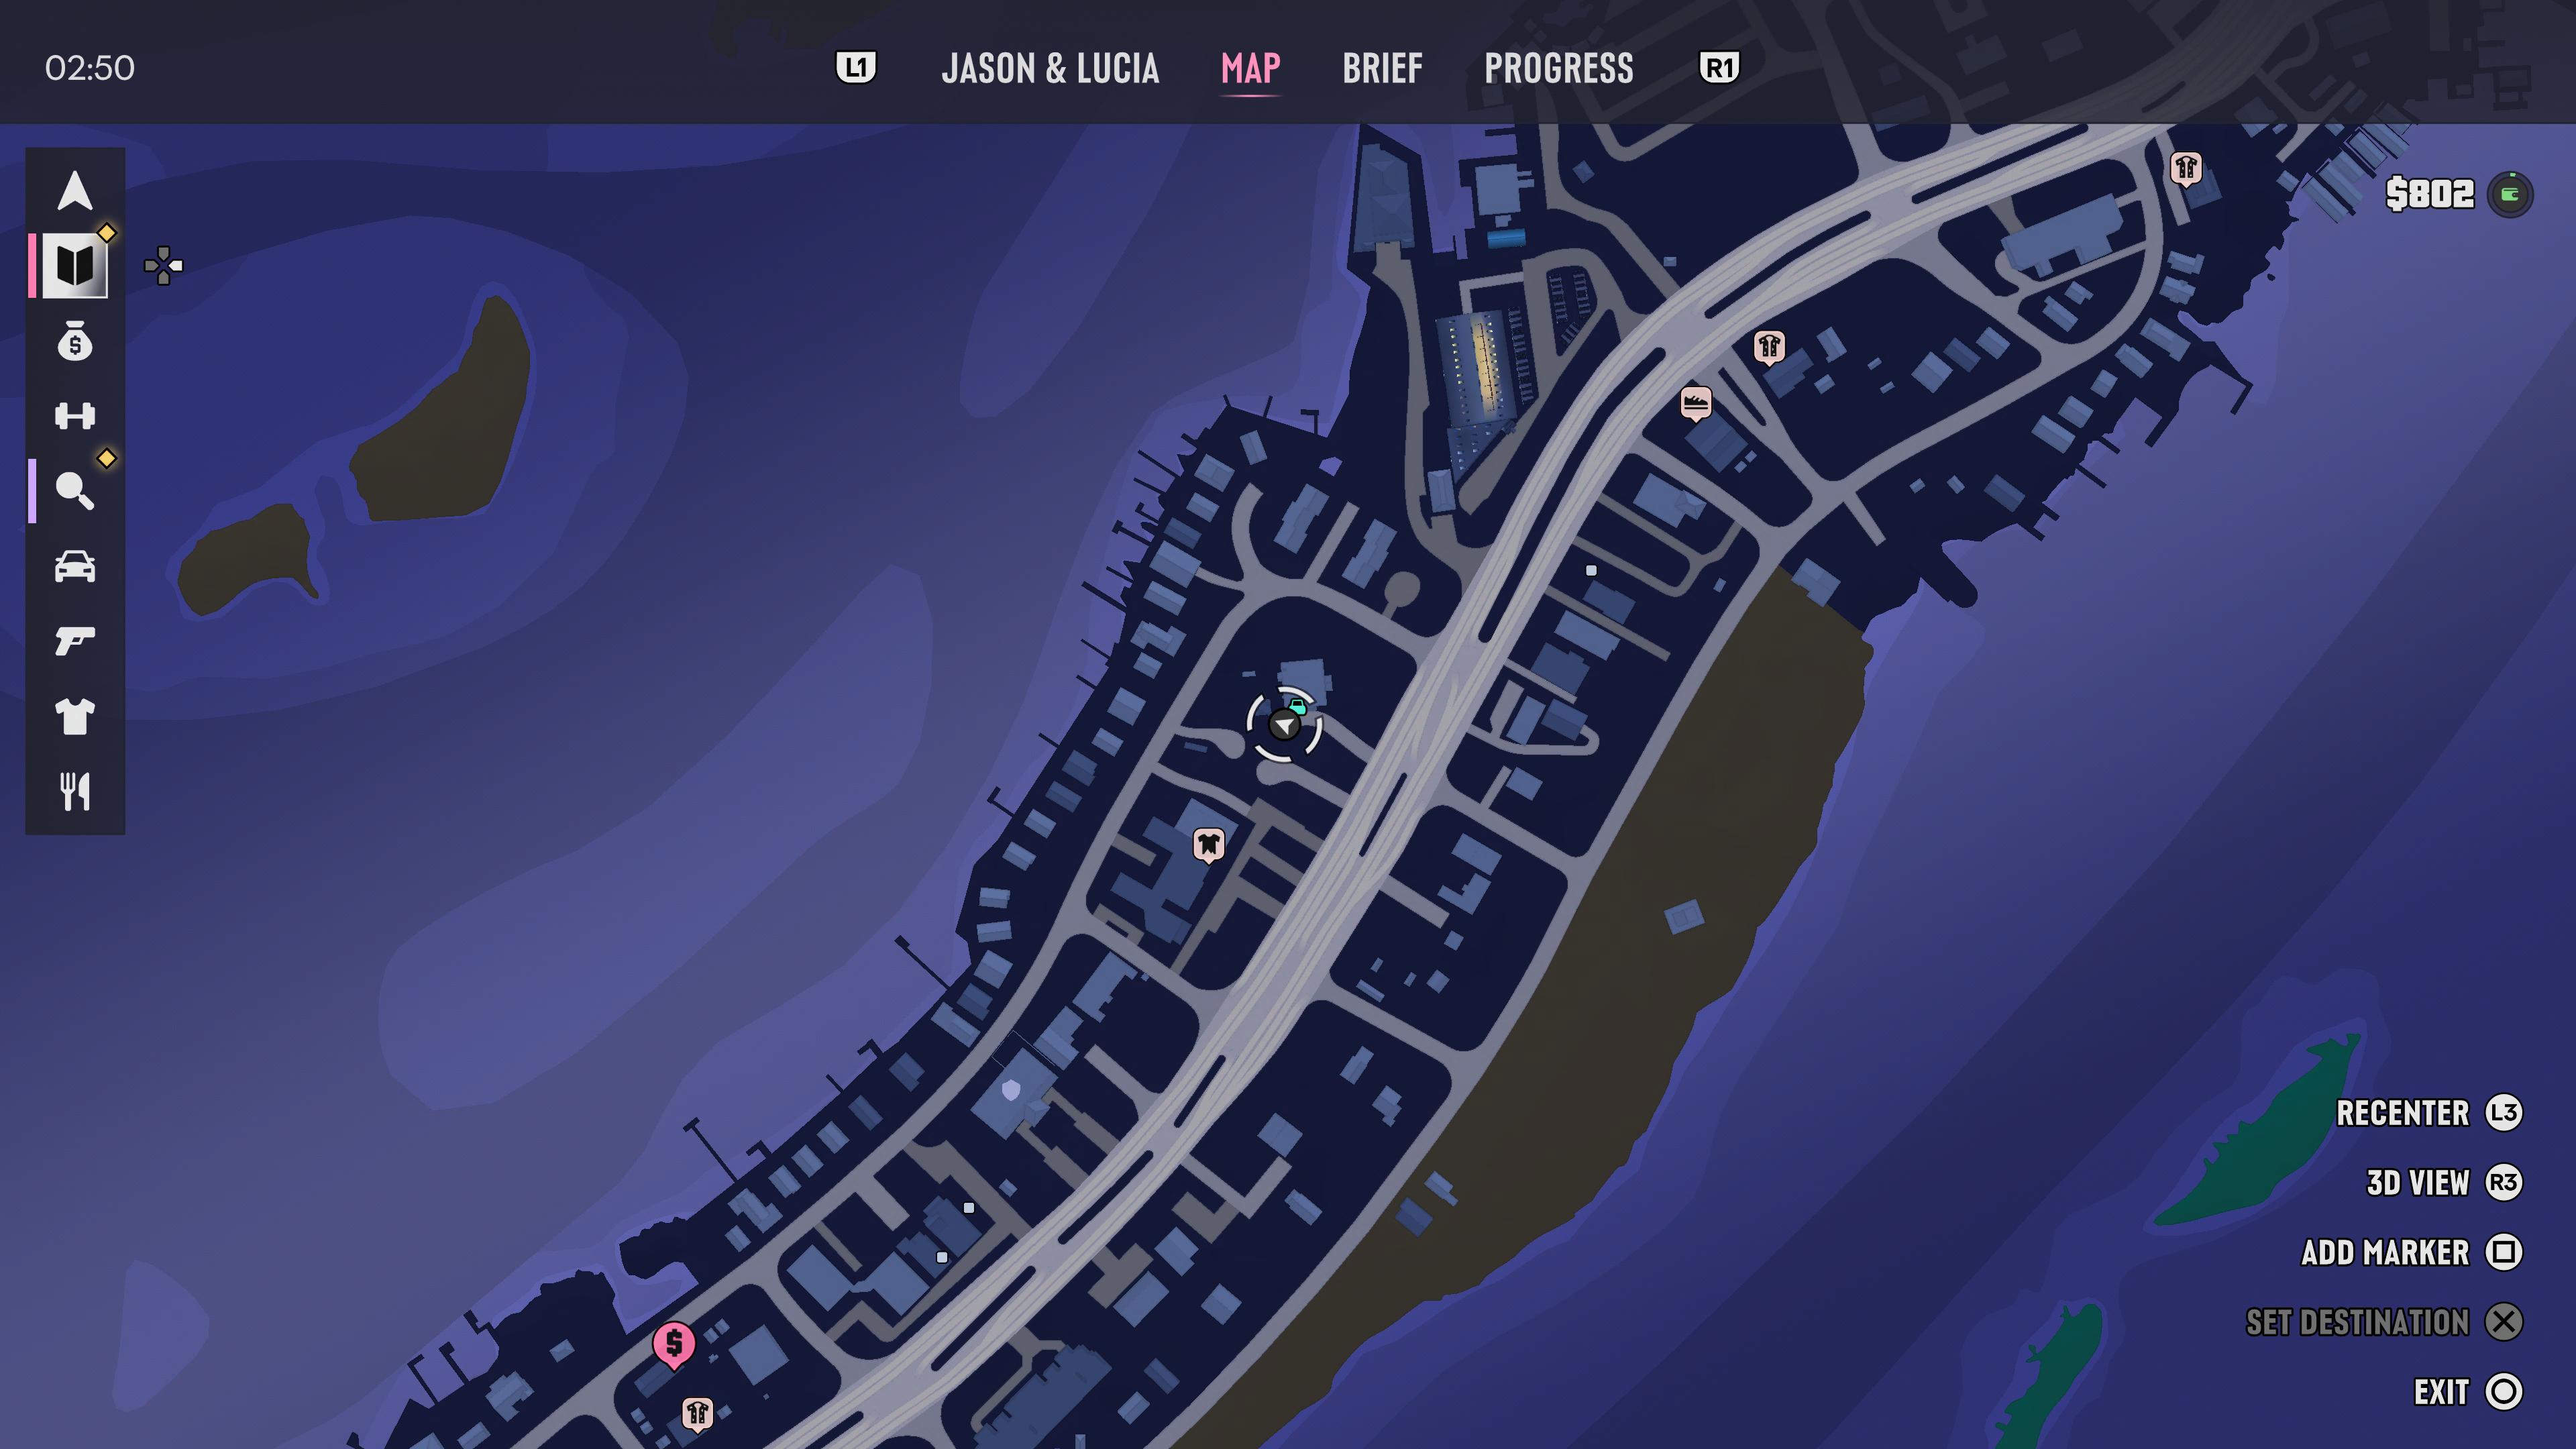 02:50
L1 JASON & LUCIA MAP BRIEF PROGRESS R1
$802
RECENTER L3
3D VIEW R3
ADD MARKER
SET DESTINATION
EXIT